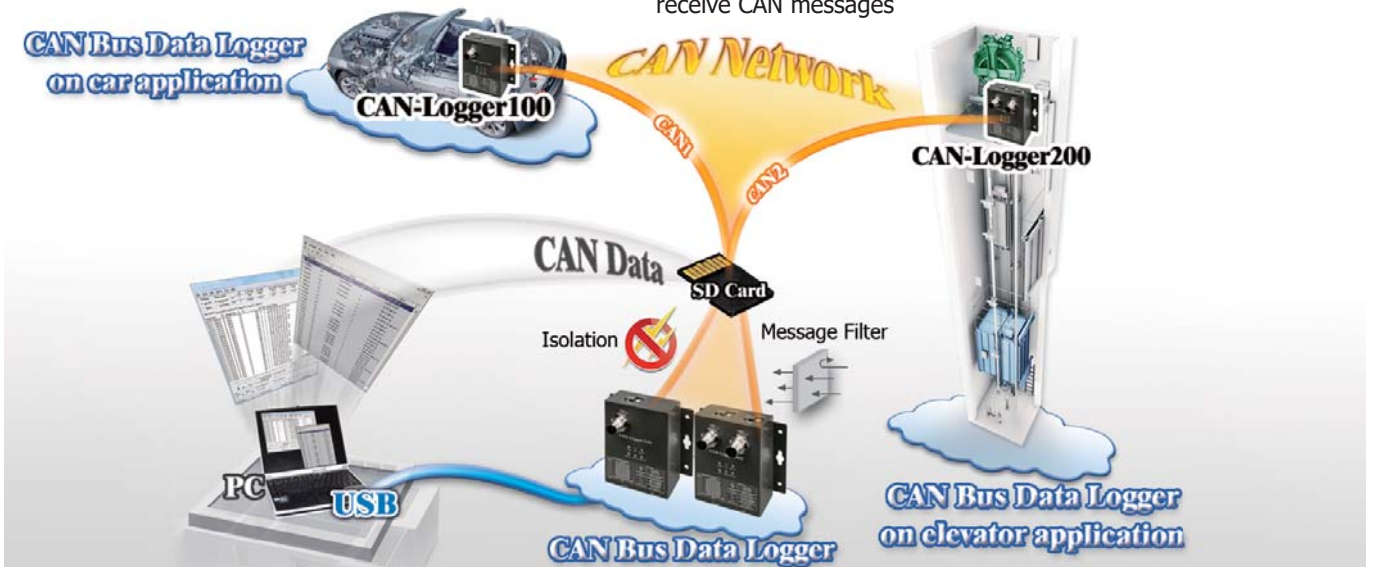 receive CAN messages
CAN Bus Data Logger
on car application
CAN-Logger100
CAN Network
CAN1
CAN2
CAN-Logger200
CAN Data
SD Card
Isolation
Message Filter
PC
USB
CAN Bus Data Logger
CAN Bus Data Logger
on elevator application